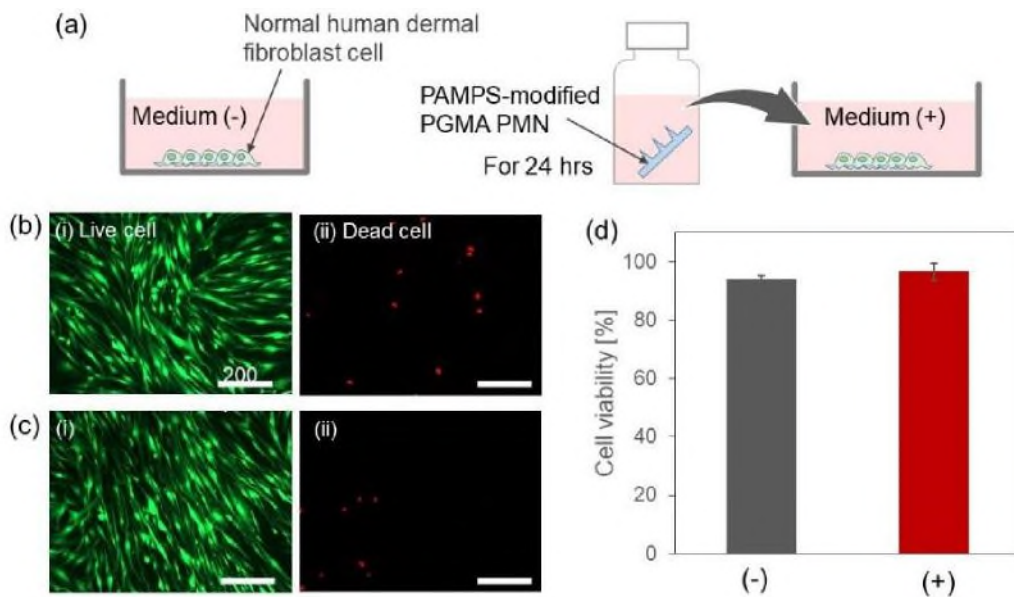 (a)
Normal human dermal
fibroblast cell
Medium (-)
PAMPS-modified
PGMA PMN
For 24 hrs
Medium (+)
(b)
(i) Live cell
200
(ii) Dead cell
(c)
(i)
(ii)
(d)
Cell viability [%]
100
80
60
40
20
0
(-)
(+)